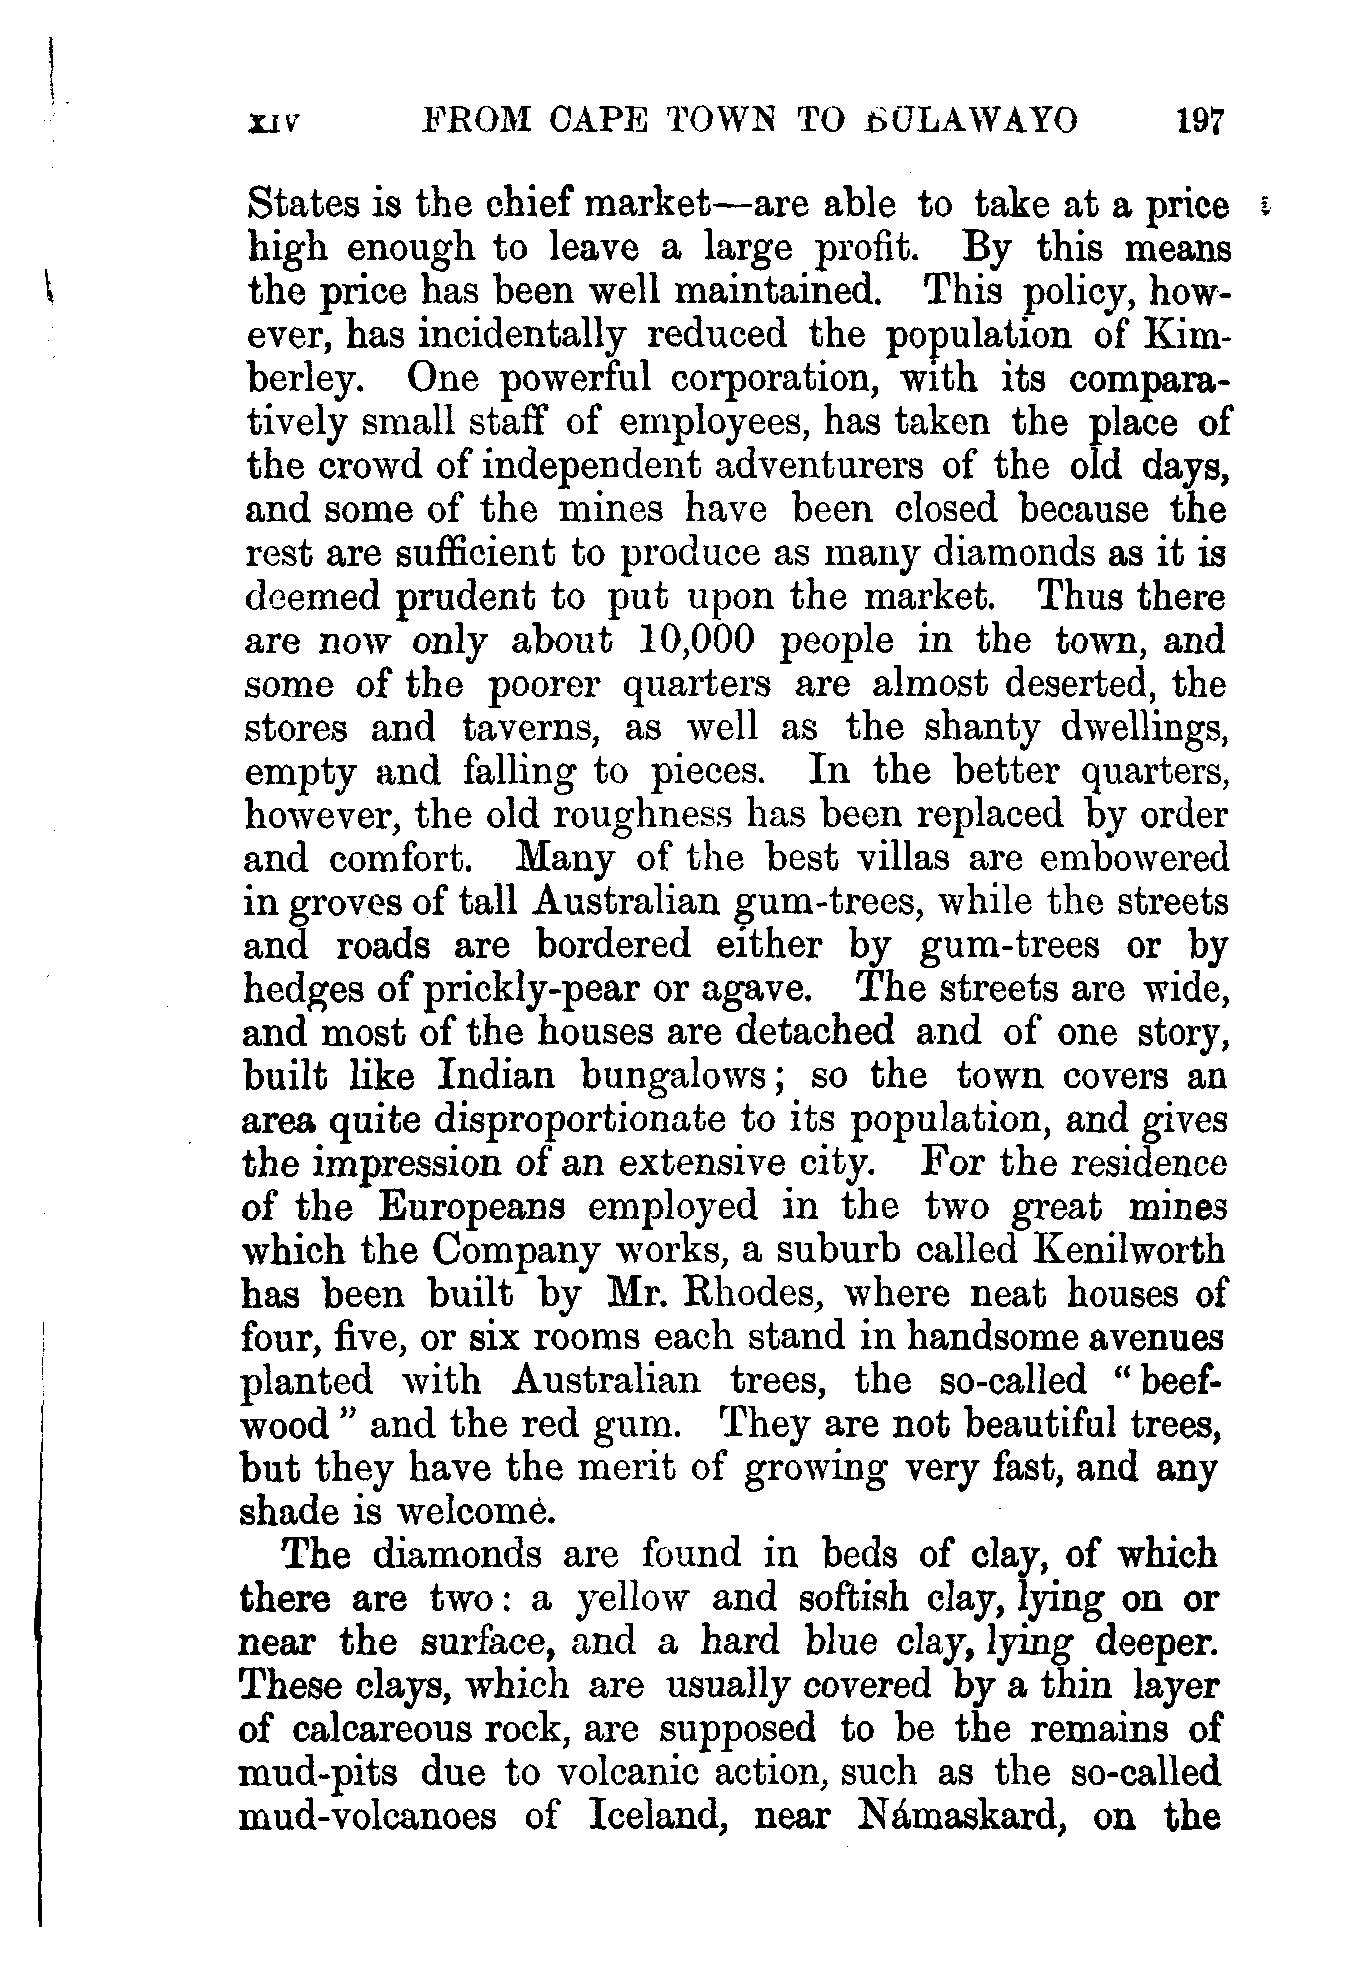 XIV FROM CAPE TOWN TO BULAWAYO 197
States is the chief market—are able to take at a price
high enough to leave a large profit. By this means
the price has been well maintained. This policy, how-
ever, has incidentally reduced the population of Kim-
berley. One powerful corporation, with its compara-
tively small staff of employees, has taken the place of
the crowd of independent adventurers of the old days,
and some of the mines have been closed because the
rest are sufficient to produce as many diamonds as it is
deemed prudent to put upon the market. Thus there
are now only about 10,000 people in the town, and
some of the poorer quarters are almost deserted, the
stores and taverns, as well as the shanty dwellings,
empty and falling to pieces. In the better quarters,
however, the old roughness has been replaced by order
and comfort. Many of the best villas are embowered
in groves of tall Australian gum-trees, while the streets
and roads are bordered either by gum-trees or by
hedges of prickly-pear or agave. The streets are wide,
and most of the houses are detached and of one story,
built like Indian bungalows; so the town covers an
area quite disproportionate to its population, and gives
the impression of an extensive city. For the residence
of the Europeans employed in the two great mines
which the Company works, a suburb called Kenilworth
has been built by Mr. Rhodes, where neat houses of
four, five, or six rooms each stand in handsome avenues
planted with Australian trees, the so-called "beef-
wood" and the red gum. They are not beautiful trees,
but they have the merit of growing very fast, and any
shade is welcome.
The diamonds are found in beds of clay, of which
there are two: a yellow and softish clay, lying on or
near the surface, and a hard blue clay, lying deeper.
These clays, which are usually covered by a thin layer
of calcareous rock, are supposed to be the remains of
mud-pits due to volcanic action, such as the so-called
mud-volcanoes of Iceland, near Námaskard, on the